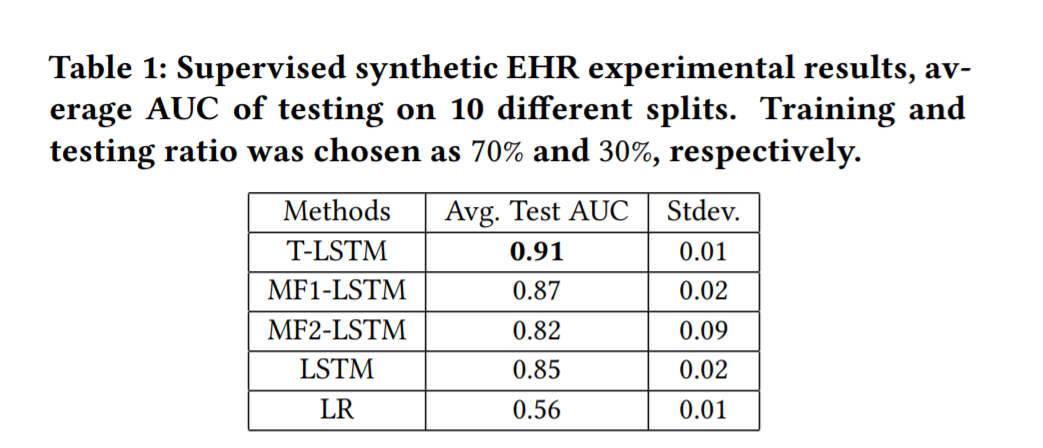 Table 1: Supervised synthetic EHR experimental results, av-
erage AUC of testing on 10 different splits. Training and
testing ratio was chosen as 70% and 30%, respectively.
Methods Avg. Test AUC Stdev.
T-LSTM 0.91 0.01
MF1-LSTM 0.87 0.02
MF2-LSTM 0.82 0.09
LSTM 0.85 0.02
LR 0.56 0.01